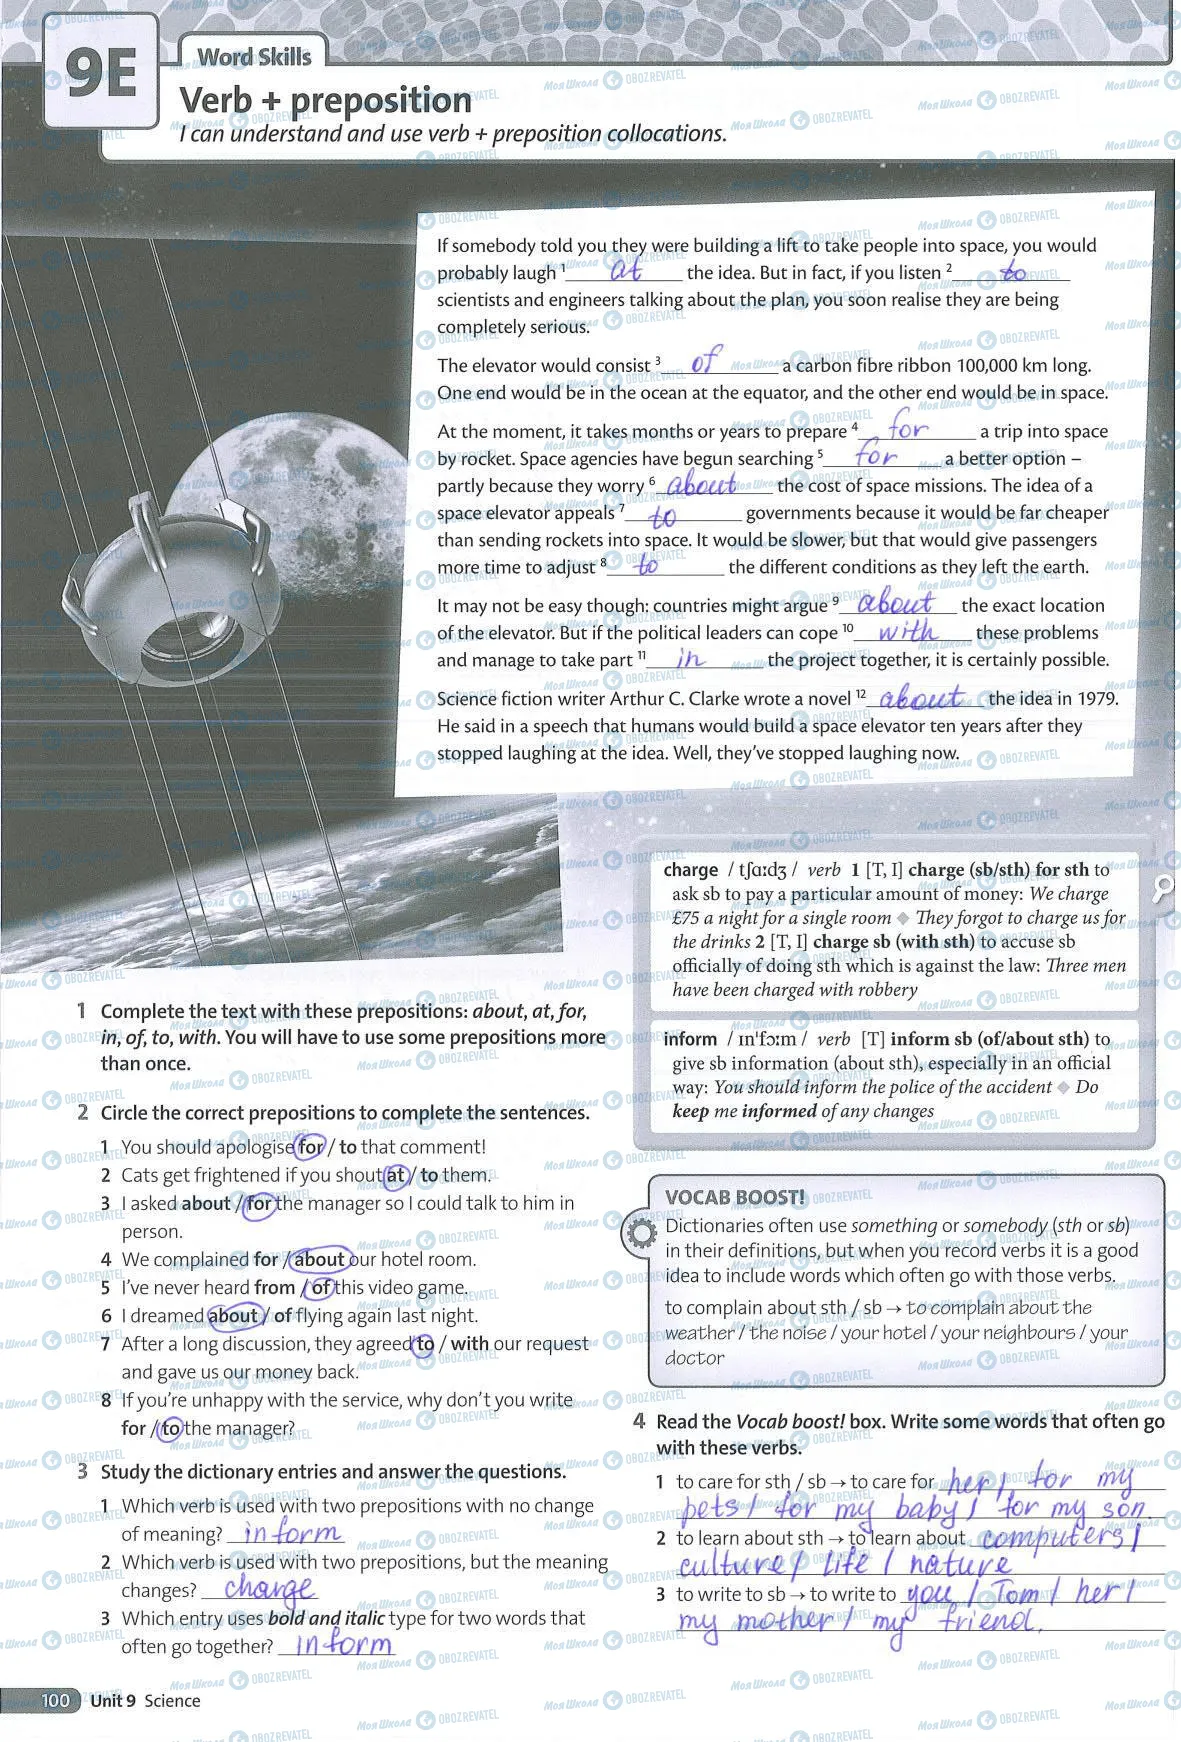 9E
Word Skills
Verb + preposition
I can understand and use verb + preposition collocations.
If somebody told you they were building a lift to take people into space, you would
probably laugh 1 at the idea. But in fact, if you listen 2 to
scientists and engineers talking about the plan, you soon realise they are being
completely serious.
The elevator would consist 3 of a carbon fibre ribbon 100,000 km long.
One end would be in the ocean at the equator, and the other end would be in space.
At the moment, it takes months or years to prepare 4 for a trip into space
by rocket. Space agencies have begun searching 5 for a better option –
partly because they worry 6 about the cost of space missions. The idea of a
space elevator appeals 7 to governments because it would be far cheaper
than sending rockets into space. It would be slower, but that would give passengers
more time to adjust 8 to the different conditions as they left the earth.
It may not be easy though: countries might argue 9 about the exact location
of the elevator. But if the political leaders can cope 10 with these problems
and manage to take part 11 in the project together, it is certainly possible.
Science fiction writer Arthur C. Clarke wrote a novel 12 about the idea in 1979.
He said in a speech that humans would build a space elevator ten years after they
stopped laughing at the idea. Well, they've stopped laughing now.
1 Complete the text with these prepositions: about, at, for,
in, of, to, with. You will have to use some prepositions more
than once.
2 Circle the correct prepositions to complete the sentences.
1 You should apologise for / to that comment!
2 Cats get frightened if you shout at / to them.
3 I asked about / for the manager so I could talk to him in
person.
4 We complained for / about our hotel room.
5 I've never heard from / of this video game.
6 I dreamed about / of flying again last night.
7 After a long discussion, they agreed to / with our request
and gave us our money back.
8 If you're unhappy with the service, why don't you write
for / to the manager?
3 Study the dictionary entries and answer the questions.
1 Which verb is used with two prepositions with no change
of meaning? inform
2 Which verb is used with two prepositions, but the meaning
changes? charge
3 Which entry uses bold and italic type for two words that
often go together? inform
charge / tʃɑːdʒ / verb 1 [T, I] charge (sb/sth) for sth to
ask sb to pay a particular amount of money: We charge
£75 a night for a single room ◆ They forgot to charge us for
the drinks 2 [T, I] charge sb (with sth) to accuse sb
officially of doing sth which is against the law: Three men
have been charged with robbery
inform / ɪnˈfɔːm / verb [T] inform sb (of/about sth) to
give sb information (about sth), especially in an official
way: You should inform the police of the accident ◆ Do
keep me informed of any changes
VOCAB BOOST!
Dictionaries often use something or somebody (sth or sb)
in their definitions, but when you record verbs it is a good
idea to include words which often go with those verbs.
to complain about sth / sb → to complain about the
weather / the noise / your hotel / your neighbours / your
doctor
4 Read the Vocab boost! box. Write some words that often go
with these verbs.
1 to care for sth / sb → to care for her / for my
pets / for my baby / for my son
2 to learn about sth → to learn about computers /
culture / life / nature
3 to write to sb → to write to you / Tom / her /
my mother / my friend.
100 Unit 9 Science
Моя Школа OBOZREVATEL